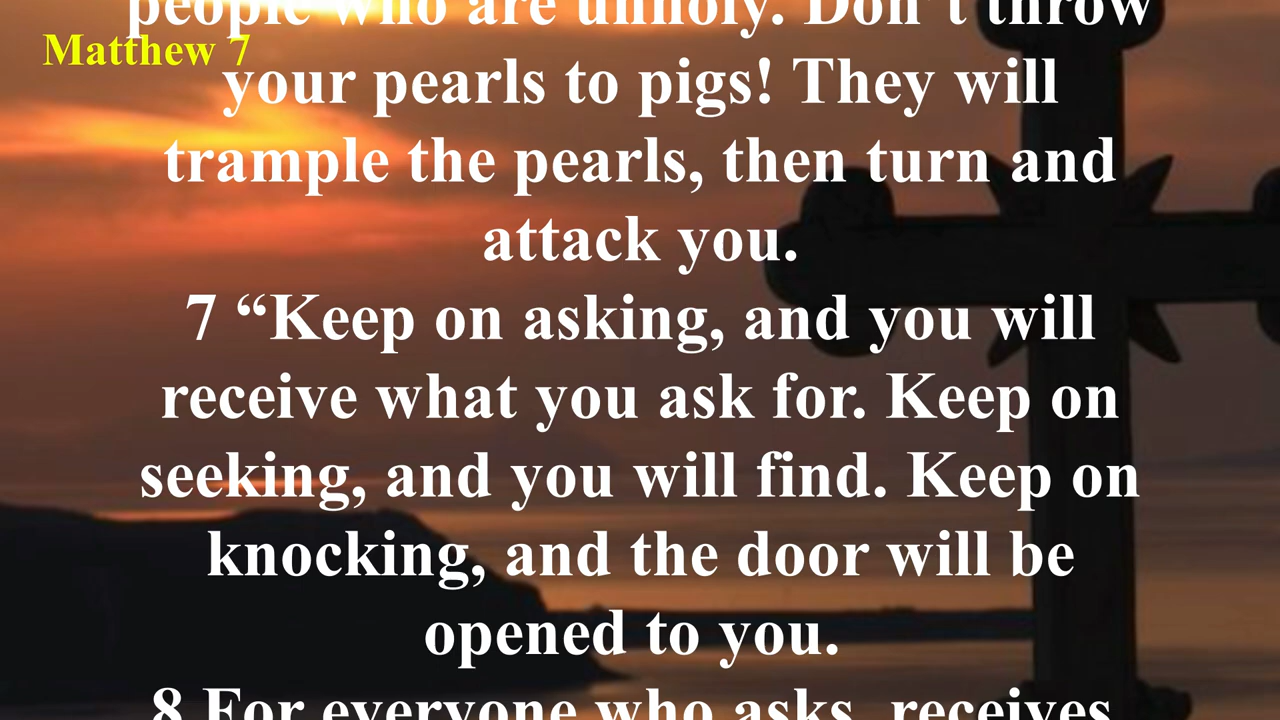 people who are unholy. Don’t throw
Matthew 7
your pearls to pigs! They will
trample the pearls, then turn and
attack you.
7 “Keep on asking, and you will
receive what you ask for. Keep on
seeking, and you will find. Keep on
knocking, and the door will be
opened to you.
8 For everyone who asks, receives.